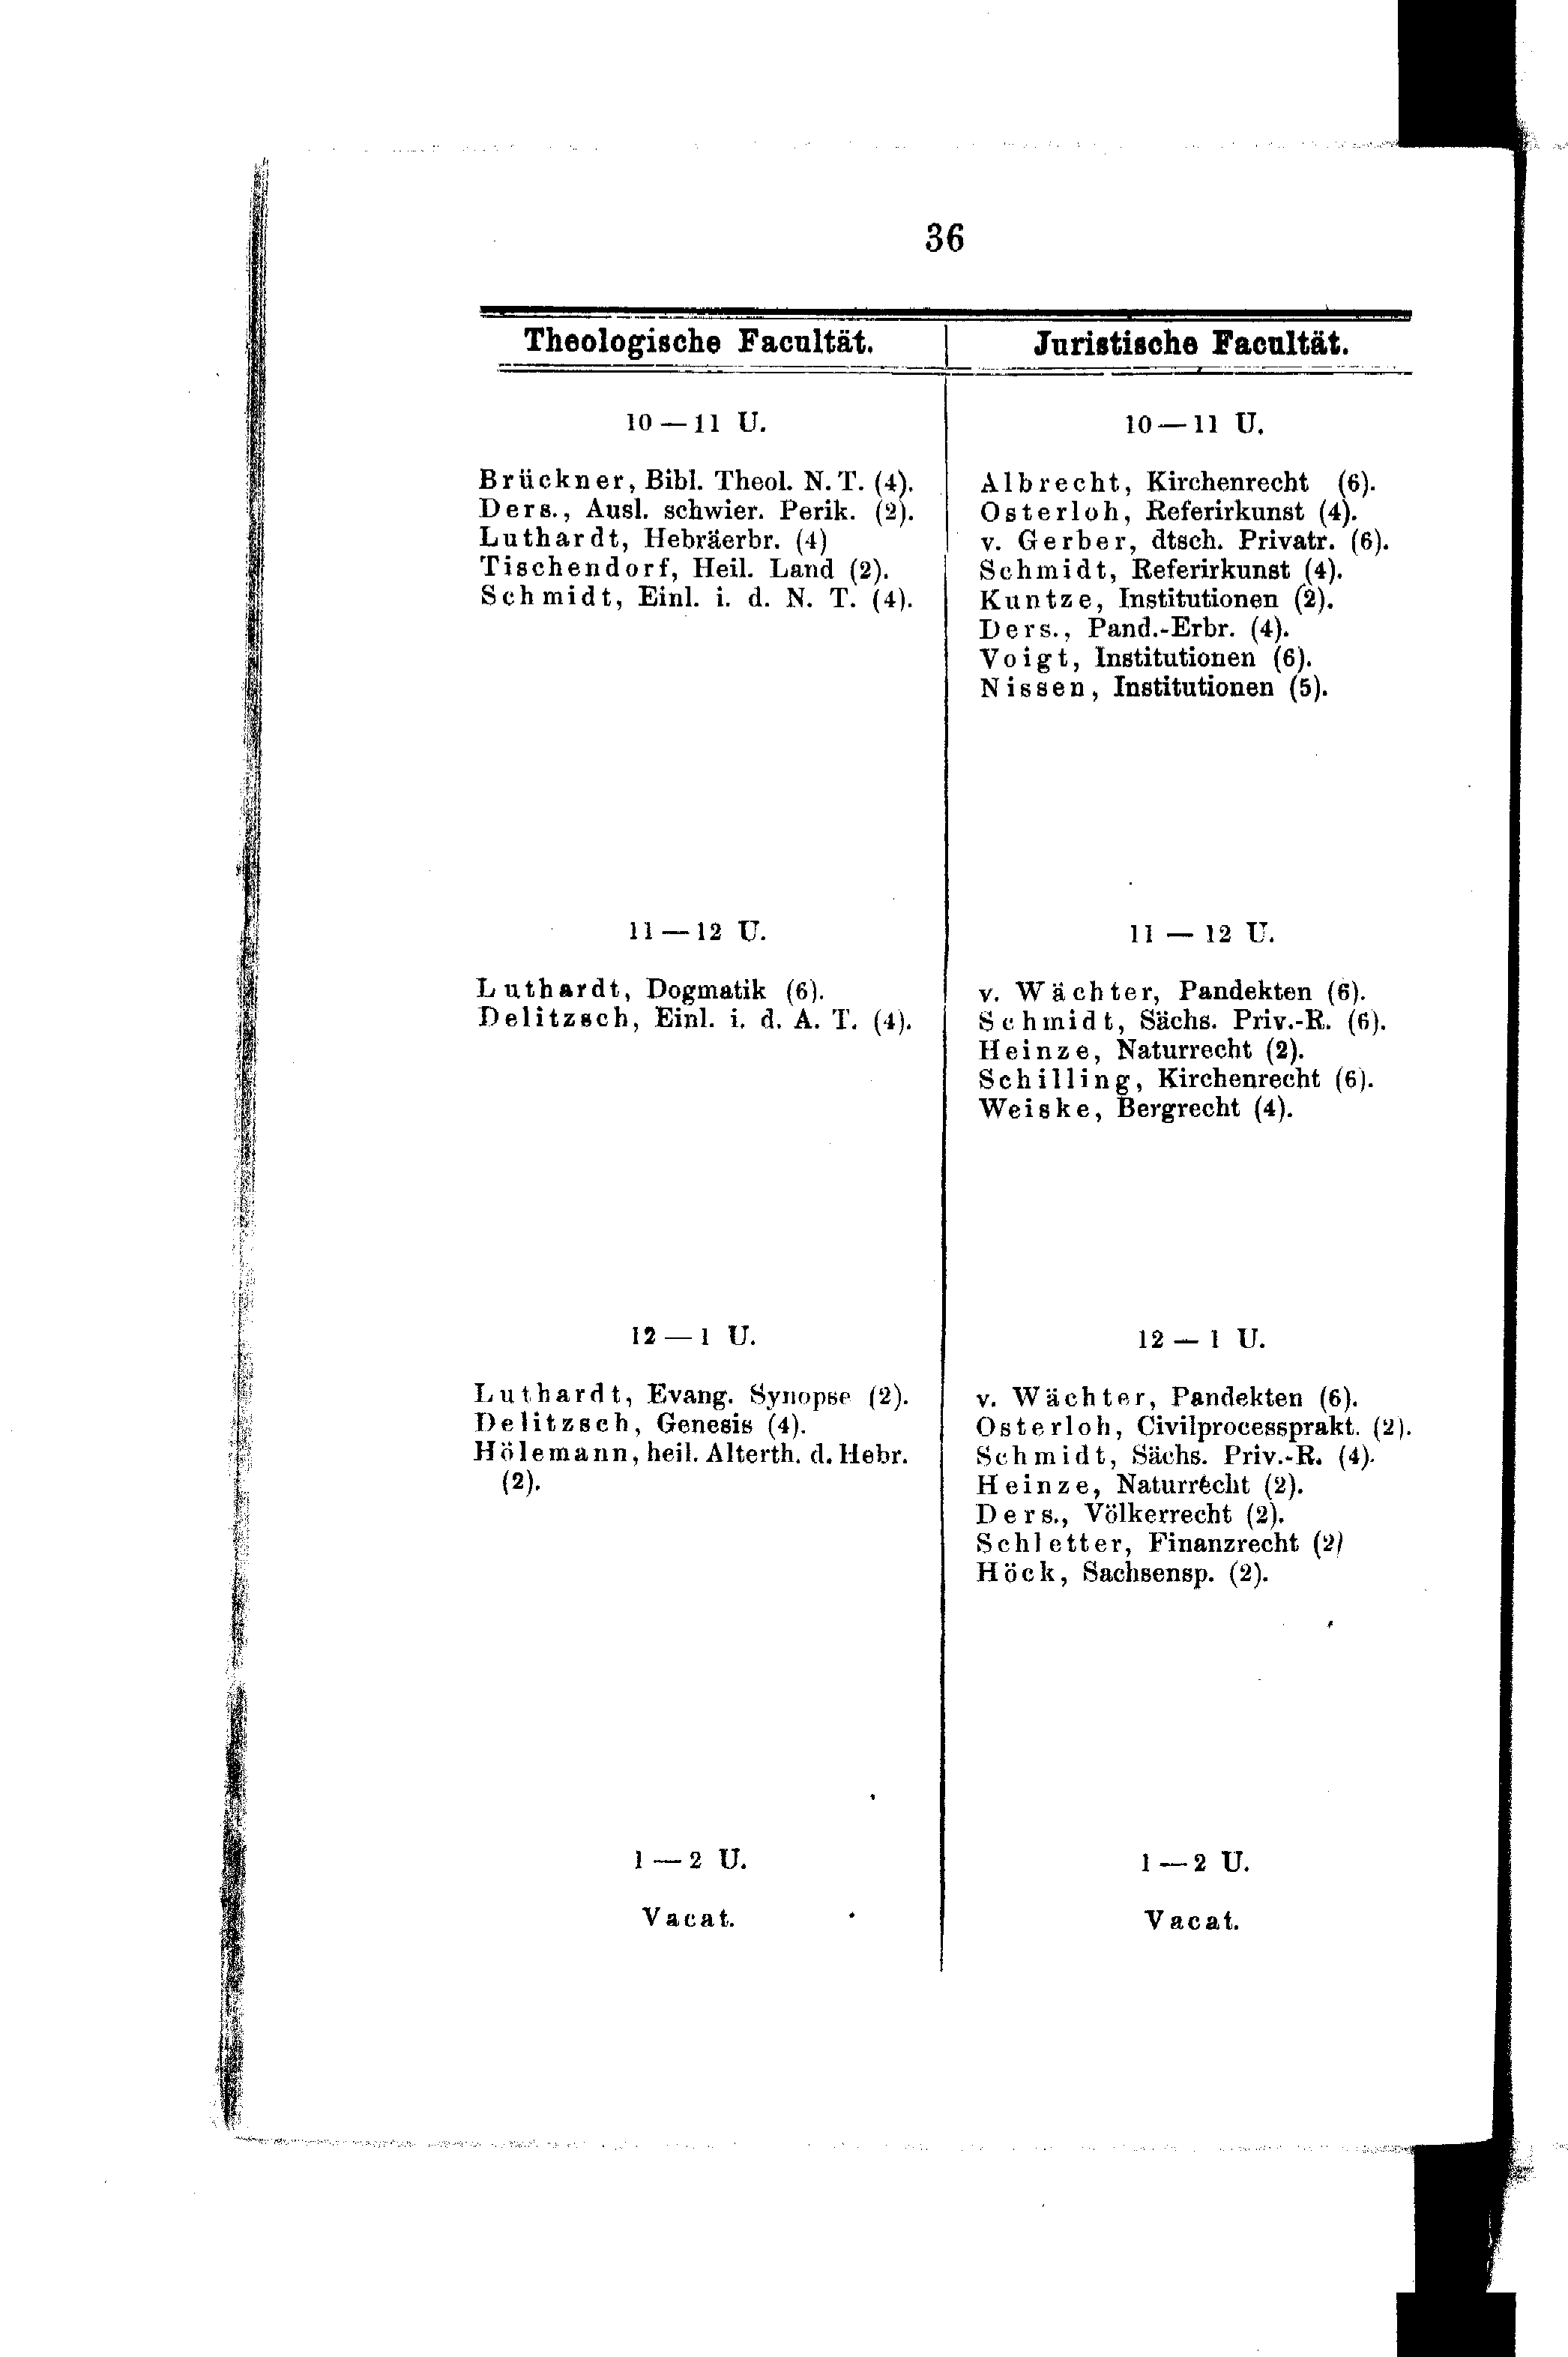 36
Theologische Facultät.
10—11 U.
Brückner, Bibl. Theol. N. T. (4).
Ders., Ausl. schwier. Perik. (2).
Luthardt, Hebräerbr. (4)
Tischendorf, Heil. Land (2).
Schmidt, Einl. i. d. N. T. (4).
11—12 U.
Luthardt, Dogmatik (6).
Delitzsch, Einl. i. d. A. T. (4).
12—1 U.
Luthardt, Evang. Synopse (2).
Delitzsch, Genesis (4).
Hölemann, heil. Alterth. d. Hebr.
(2).
1—2 U.
Vacat.
Juristische Facultät.
10—11 U.
Albrecht, Kirchenrecht (6).
Osterloh, Referirkunst (4).
v. Gerber, dtsch. Privatr. (6).
Schmidt, Referirkunst (4).
Kuntze, Institutionen (2).
Ders., Pand.-Erbr. (4).
Voigt, Institutionen (6).
Nissen, Institutionen (5).
11 — 12 U.
v. Wächter, Pandekten (6).
Schmidt, Sächs. Priv.-R. (6).
Heinze, Naturrecht (2).
Schilling, Kirchenrecht (6).
Weiske, Bergrecht (4).
12 — 1 U.
v. Wächter, Pandekten (6).
Osterloh, Civilprocessprakt. (2).
Schmidt, Sächs. Priv.-R. (4).
Heinze, Naturrecht (2).
Ders., Völkerrecht (2).
Schletter, Finanzrecht (2)
Höck, Sachsensp. (2).
1—2 U.
Vacat.